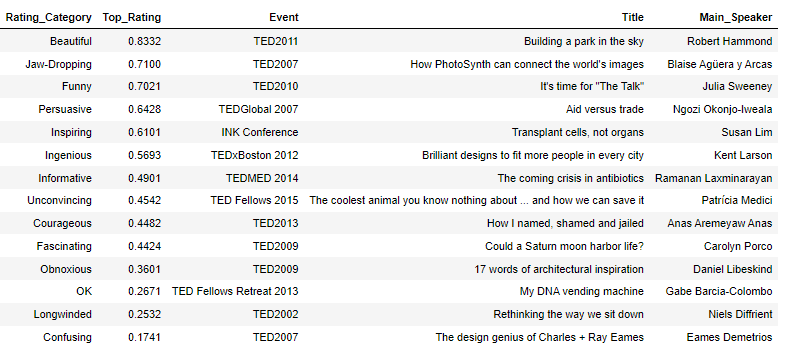 Rating_Category Top_Rating Event Title Main_Speaker
Beautiful 0.8332 TED2011 Building a park in the sky Robert Hammond
Jaw-Dropping 0.7100 TED2007 How PhotoSynth can connect the world's images Blaise Agüera y Arcas
Funny 0.7021 TED2010 It's time for "The Talk" Julia Sweeney
Persuasive 0.6428 TEDGlobal 2007 Aid versus trade Ngozi Okonjo-Iweala
Inspiring 0.6101 INK Conference Transplant cells, not organs Susan Lim
Ingenious 0.5693 TEDxBoston 2012 Brilliant designs to fit more people in every city Kent Larson
Informative 0.4901 TEDMED 2014 The coming crisis in antibiotics Ramanan Laxminarayan
Unconvincing 0.4542 TED Fellows 2015 The coolest animal you know nothing about ... and how we can save it Patrícia Medici
Courageous 0.4482 TED2013 How I named, shamed and jailed Anas Aremeyaw Anas
Fascinating 0.4424 TED2009 Could a Saturn moon harbor life? Carolyn Porco
Obnoxious 0.3601 TED2009 17 words of architectural inspiration Daniel Libeskind
OK 0.2671 TED Fellows Retreat 2013 My DNA vending machine Gabe Barcia-Colombo
Longwinded 0.2532 TED2002 Rethinking the way we sit down Niels Diffrient
Confusing 0.1741 TED2007 The design genius of Charles + Ray Eames Eames Demetrios